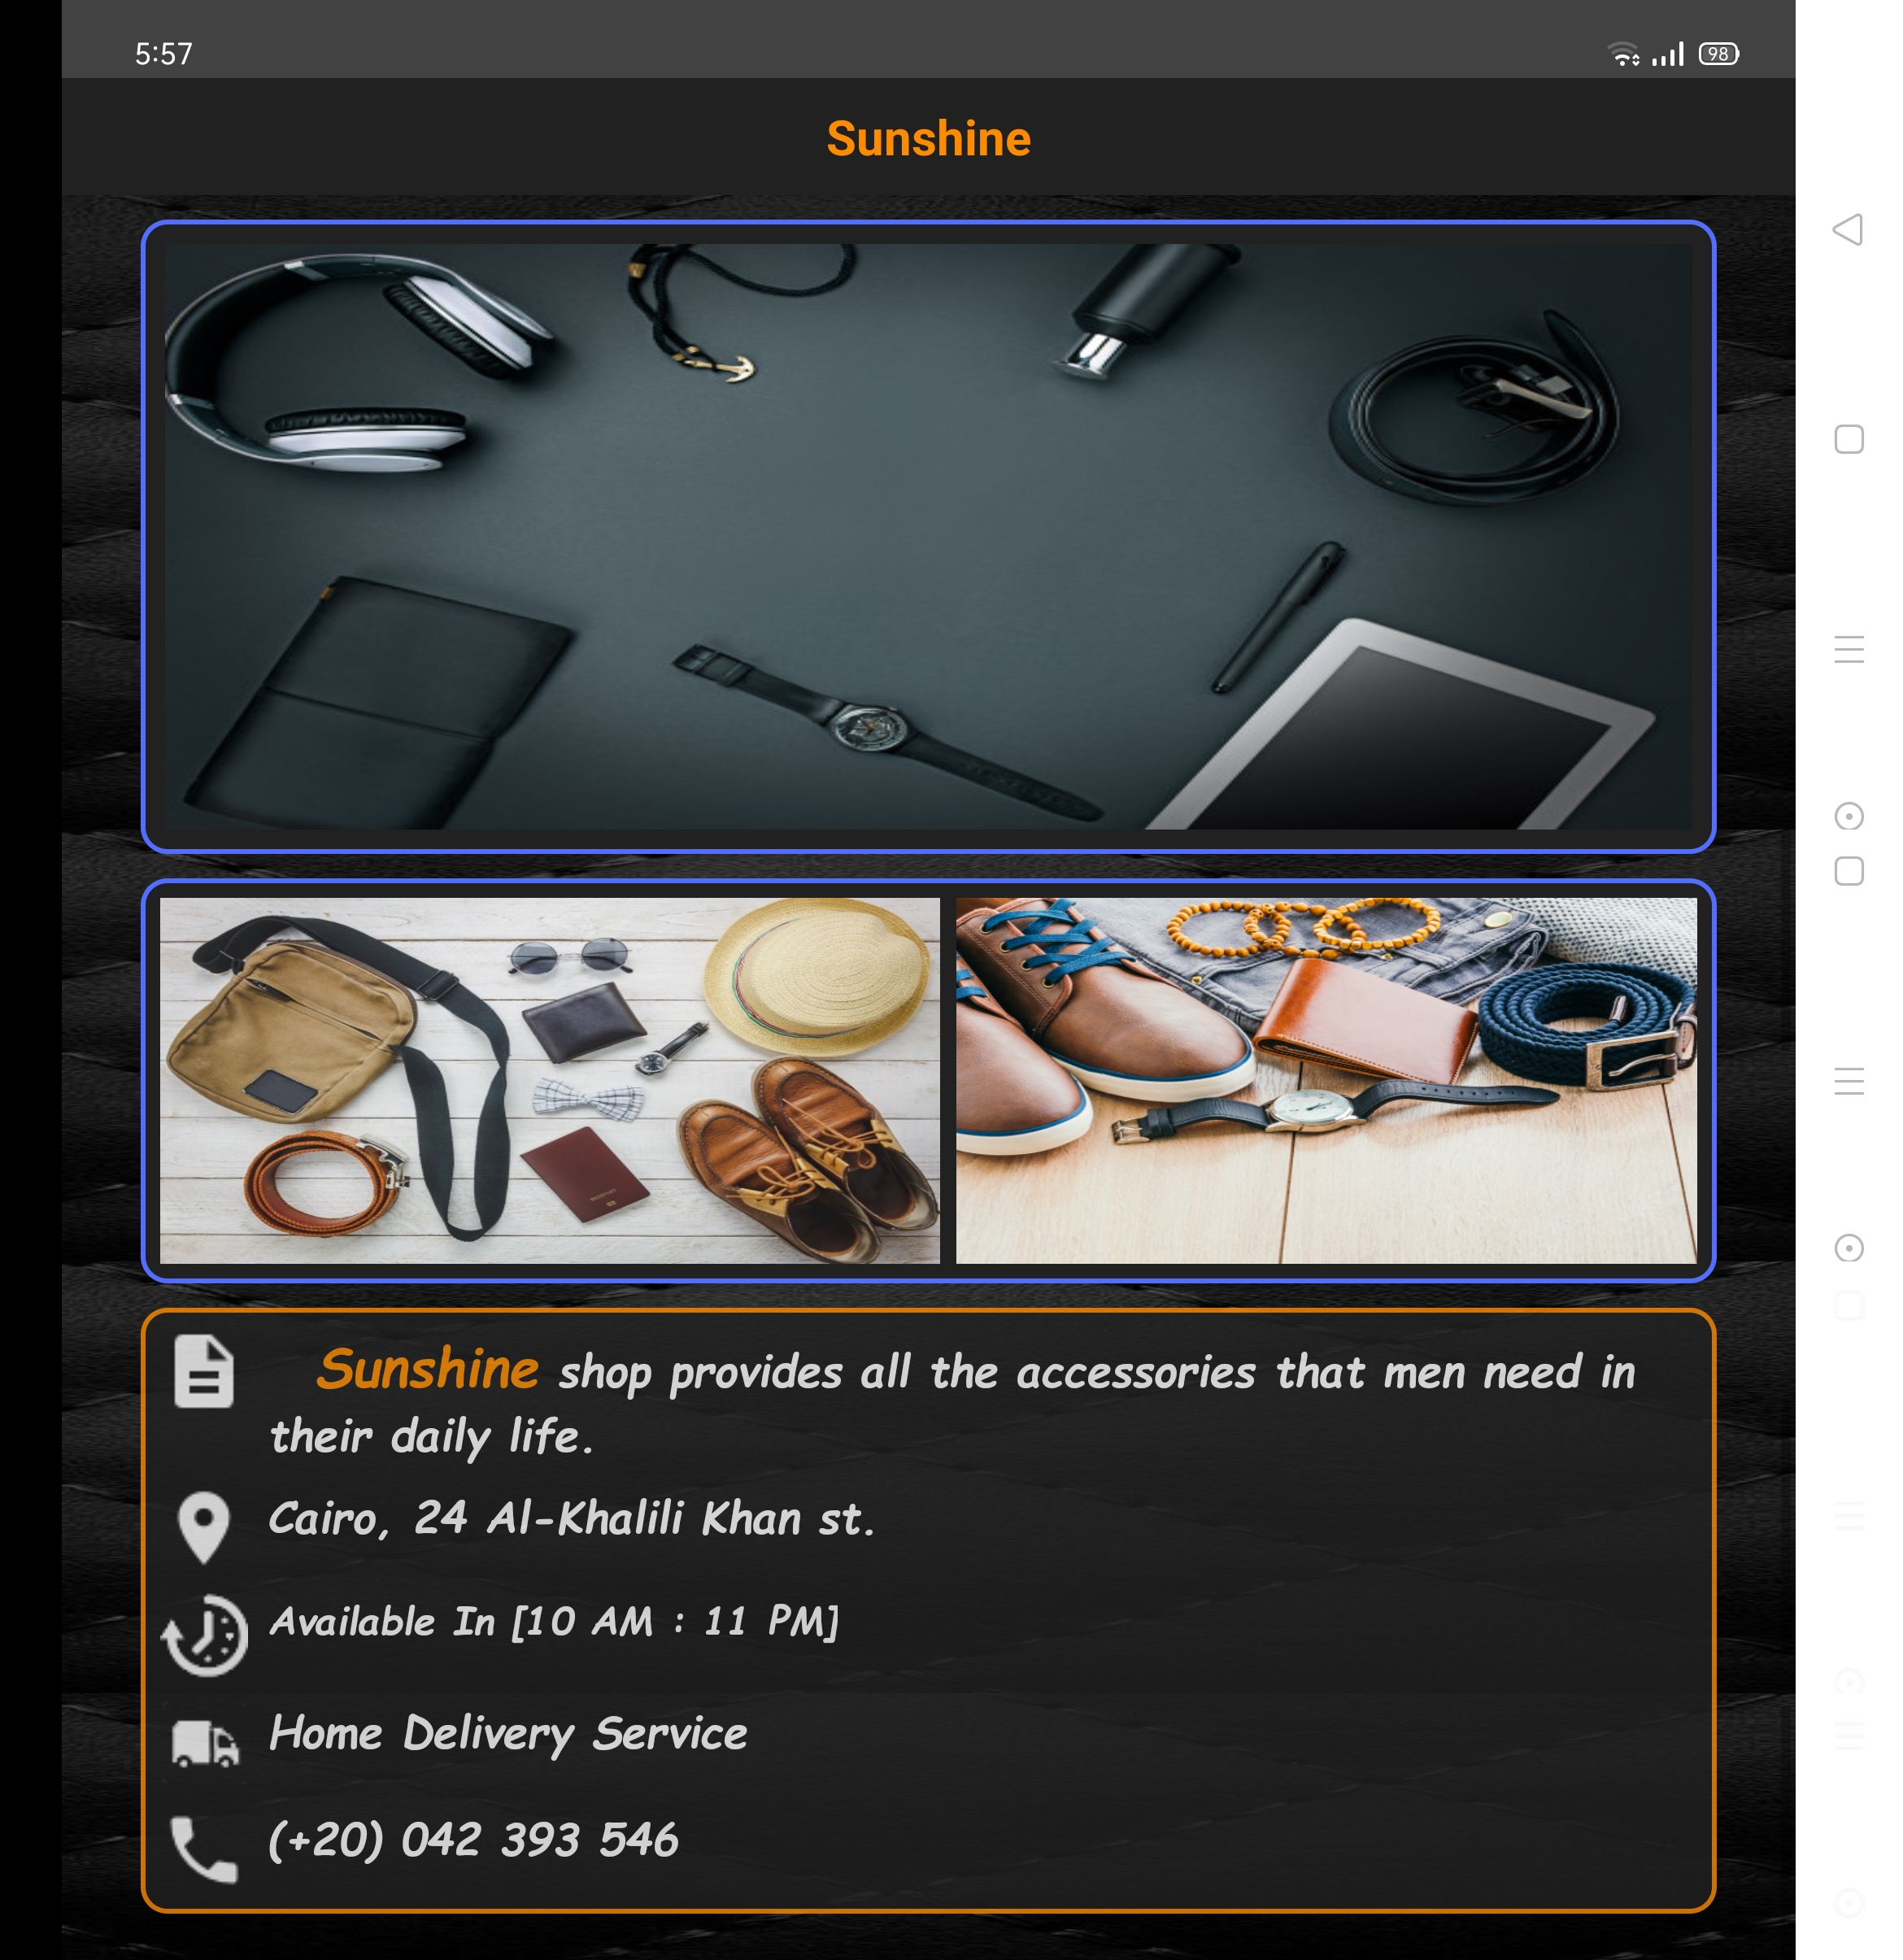 5:57
98
Sunshine
Sunshine shop provides all the accessories that men need in
their daily life.
Cairo, 24 Al-Khalili Khan st.
Available In [10 AM : 11 PM]
Home Delivery Service
(+20) 042 393 546